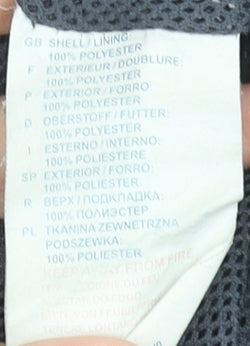 GB SHELL/LINING:
100% POLYESTER
F EXTERIEUR/DOUBLURE:
100% POLYESTER
P EXTERIOR/FORRO:
100% POLYESTER
D OBERSTOFF/FUTTER:
100% POLYESTER
I ESTERNO/INTERNO:
100% POLIESTERE
SP EXTERIOR/FORRO:
100% POLIESTER
R ВЕРХ/ПОДКЛАДКА:
100% ПОЛИЭСТЕР
PL TKANINA ZEWNETRZNA
PODSZEWKA:
100% POLIESTER
KEEP AWAY FROM FIRE
DU FEU